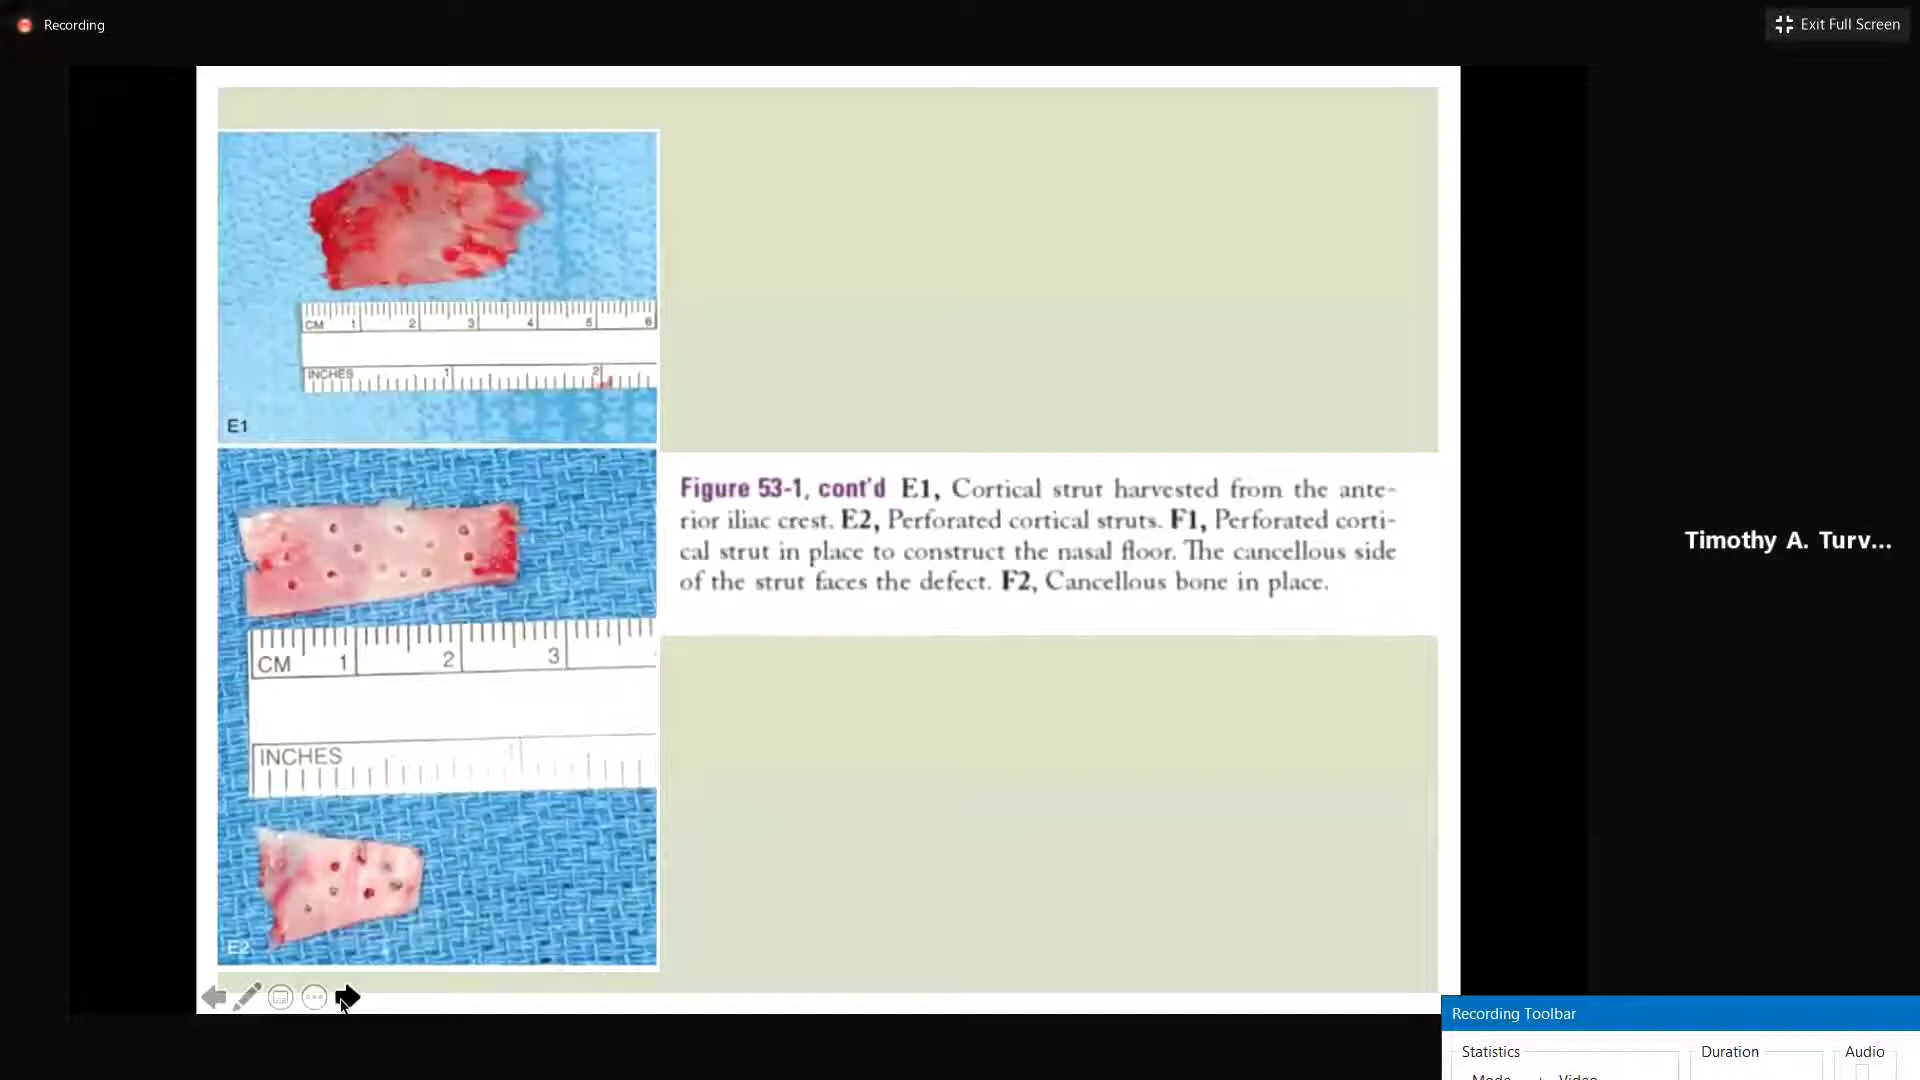 Recording
Exit Full Screen
CM 1 2 3 4 5 6
INCHES 1 2
E1
Figure 53-1, cont'd E1, Cortical strut harvested from the ante-
rior iliac crest. E2, Perforated cortical struts. F1, Perforated corti-
cal strut in place to construct the nasal floor. The cancellous side
of the strut faces the defect. F2, Cancellous bone in place.
Timothy A. Turv...
CM 1 2 3
INCHES 1
E2
Recording Toolbar
Statistics Duration Audio
Mode Video